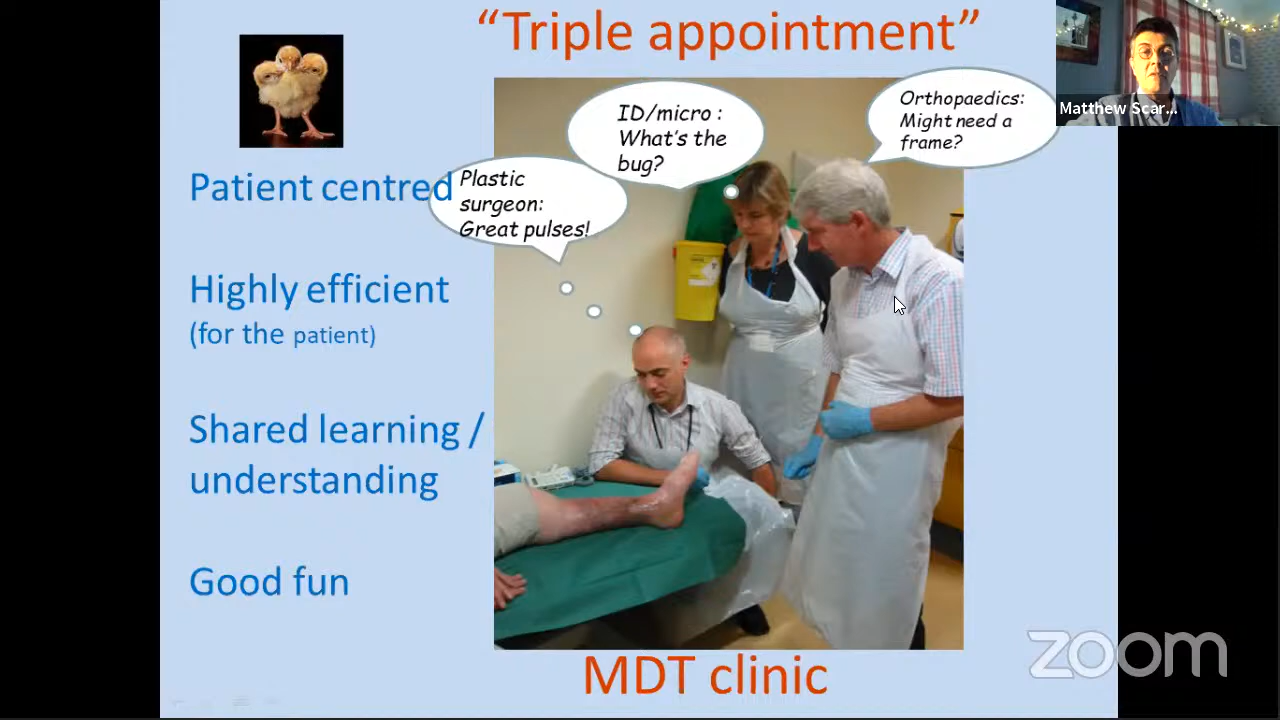 “Triple appointment”
Patient centred
Highly efficient
(for the patient)
Shared learning /
understanding
Good fun
Plastic
surgeon:
Great pulses!
ID/micro :
What's the
bug?
Orthopaedics:
Might need a
frame?
Matthew Scar...
MDT clinic
zoom